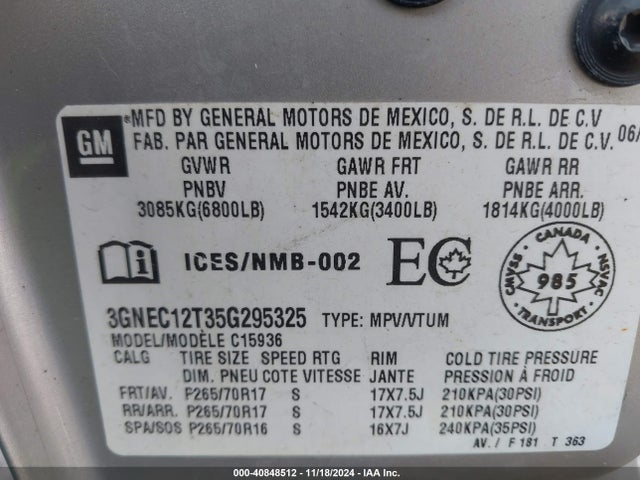 GM
*MFD BY GENERAL MOTORS DE MEXICO, S. DE R.L. DE C.V
FAB. PAR GENERAL MOTORS DE MEXICO, S. DE R.L. DE C.V. 06/
GVWR GAWR FRT GAWR RR
PNBV PNBE AV. PNBE ARR.
3085KG(6800LB) 1542KG(3400LB) 1814KG(4000LB)
i ICES/NMB-002 EC
CANADA
CMVSS 985 NSVAC
TRANSPORT
3GNEC12T35G295325 TYPE: MPV/VTUM
MODEL/MODÈLE C15936
CALG TIRE SIZE SPEED RTG RIM COLD TIRE PRESSURE
DIM. PNEU COTE VITESSE JANTE PRESSION À FROID
FRT/AV. P265/70R17 S 17X7.5J 210KPA(30PSI)
RR/ARR. P265/70R17 S 17X7.5J 210KPA(30PSI)
SPA/SOS P265/70R16 S 16X7J 240KPA(35PSI)
AV. / F 181 T 363
000-40848512 - 11/18/2024 - IAA Inc.